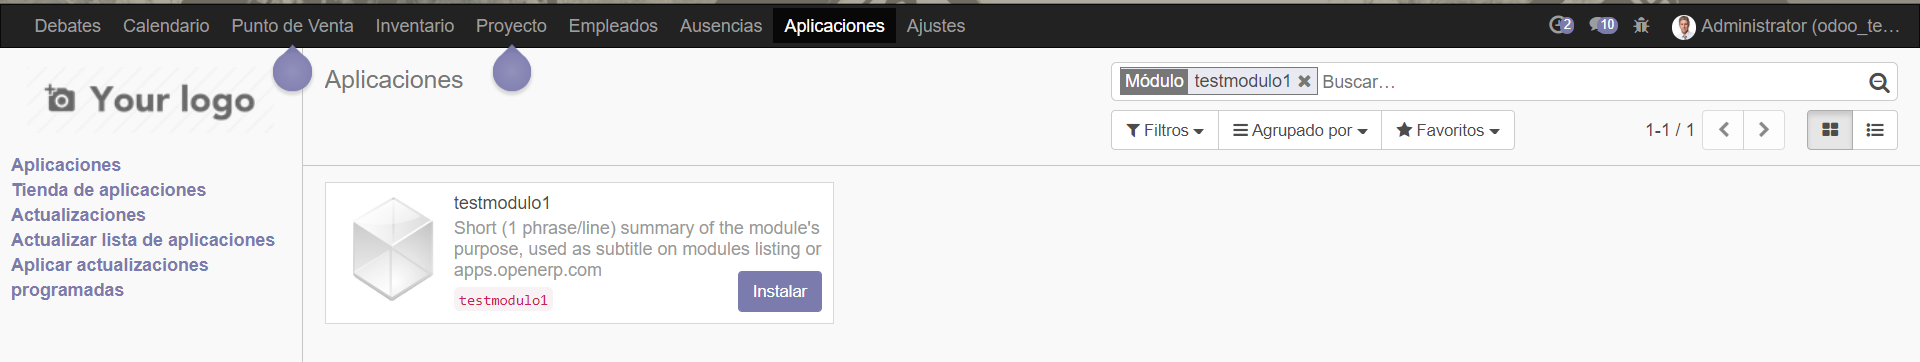 Debates Calendario Punto de Venta Inventario Proyecto Empleados Ausencias Aplicaciones Ajustes 2 10 Administrator (odoo_te...
Your logo
Aplicaciones
Tienda de aplicaciones
Actualizaciones
Actualizar lista de aplicaciones
Aplicar actualizaciones
programadas
Aplicaciones
Módulo testmodulo1 Buscar...
Filtros Agrupado por Favoritos 1-1 / 1
testmodulo1
Short (1 phrase/line) summary of the module's
purpose, used as subtitle on modules listing or
apps.openerp.com
testmodulo1
Instalar